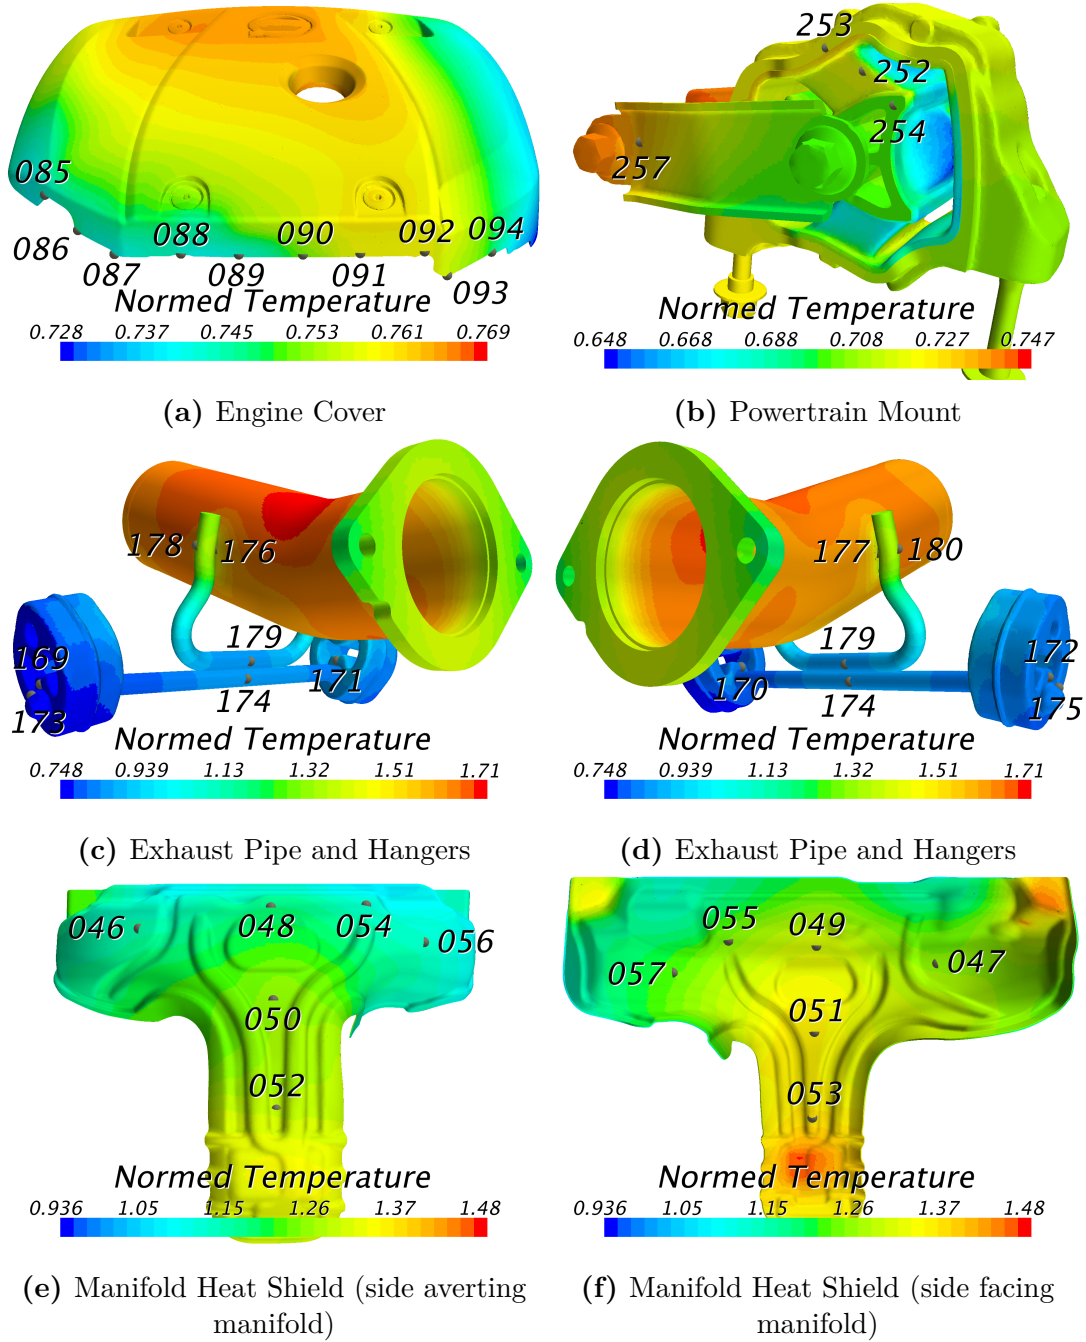 253
252
254
257
085
086
087
088
089
090
091
092
094
093
Normed Temperature
0.728 0.737 0.745 0.753 0.761 0.769
Normed Temperature
0.648 0.668 0.688 0.708 0.727 0.747
(a) Engine Cover
(b) Powertrain Mount
178 176
179
169
171
174
173
Normed Temperature
0.748 0.939 1.13 1.32 1.51 1.71
177 180
179
172
170
174
175
Normed Temperature
0.748 0.939 1.13 1.32 1.51 1.71
(c) Exhaust Pipe and Hangers
(d) Exhaust Pipe and Hangers
046 048 054
056
050
052
Normed Temperature
0.936 1.05 1.15 1.26 1.37 1.48
055 049
057 047
051
053
Normed Temperature
0.936 1.05 1.15 1.26 1.37 1.48
(e) Manifold Heat Shield (side averting
manifold)
(f) Manifold Heat Shield (side facing
manifold)